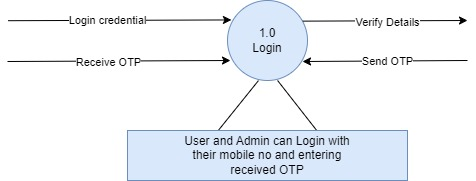 Login credential
Verify Details
1.0
Login
Receive OTP
Send OTP
User and Admin can Login with
their mobile no and entering
received OTP